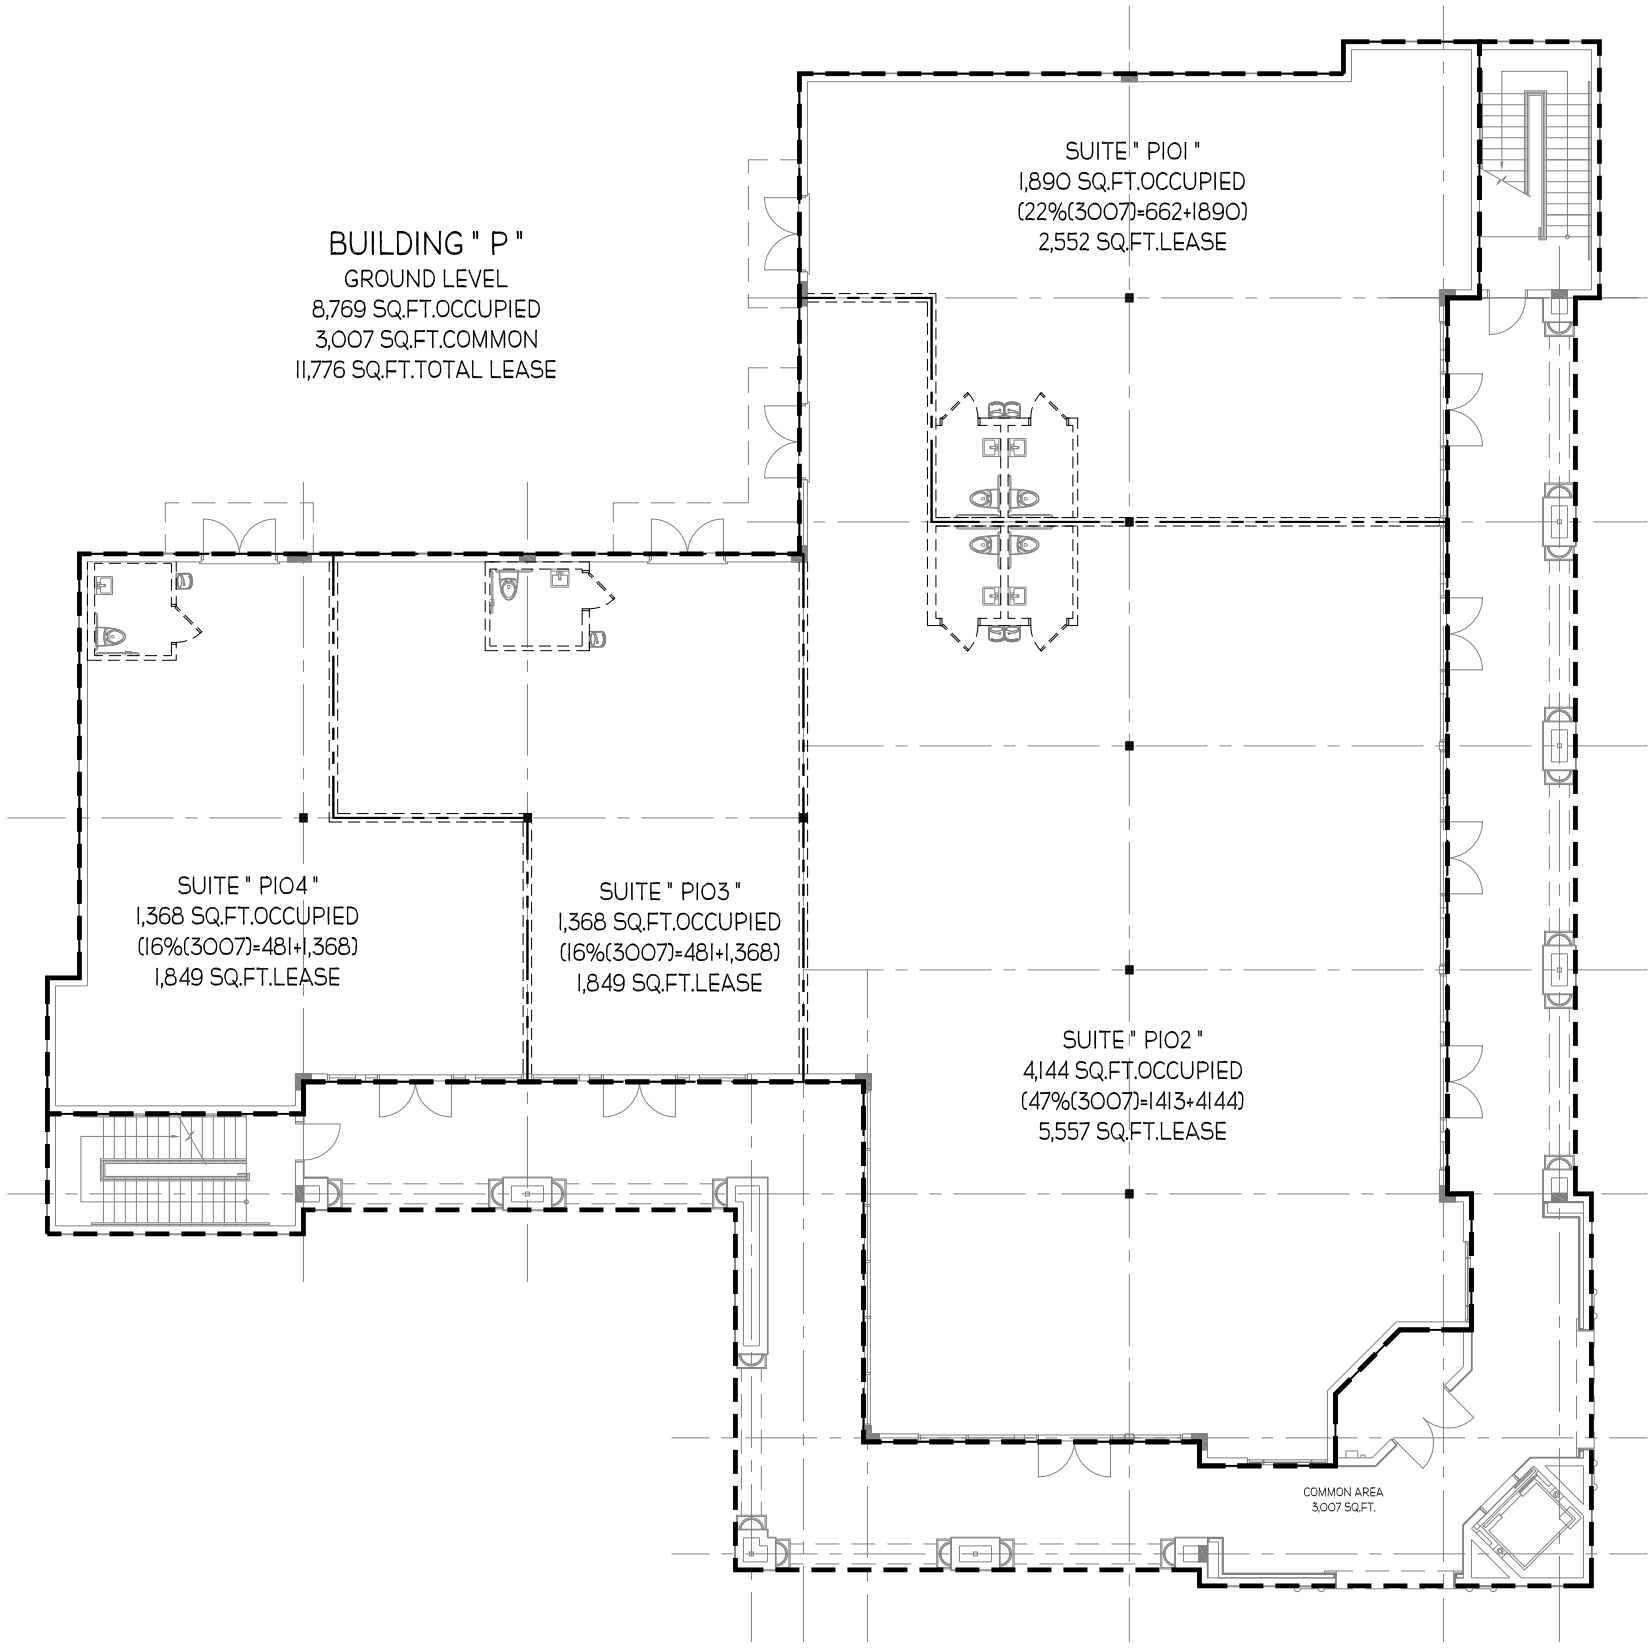 SUITE " P101 "
1,890 SQ.FT.OCCUPIED
(22%(3007)=662+1890)
2,552 SQ.FT.LEASE
BUILDING " P "
GROUND LEVEL
8,769 SQ.FT.OCCUPIED
3,007 SQ.FT.COMMON
11,776 SQ.FT.TOTAL LEASE
SUITE " P104 "
1,368 SQ.FT.OCCUPIED
(16%(3007)=481+1,368)
1,849 SQ.FT.LEASE
SUITE " P103 "
1,368 SQ.FT.OCCUPIED
(16%(3007)=481+1,368)
1,849 SQ.FT.LEASE
SUITE " P102 "
4,144 SQ.FT.OCCUPIED
(47%(3007)=1413+4144)
5,557 SQ.FT.LEASE
COMMON AREA
3,007 SQ.FT.